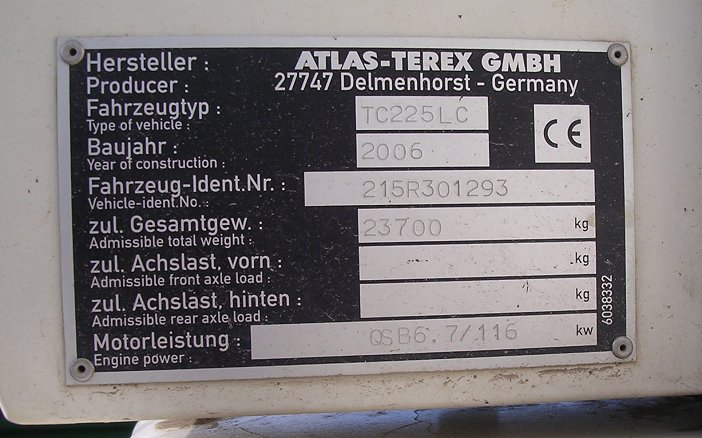 Hersteller : ATLAS-TEREX GMBH
Producer : 27747 Delmenhorst - Germany
Fahrzeugtyp : TC225LC
Type of vehicle :
CE
Baujahr : 2006
Year of construction :
Fahrzeug-Ident.Nr. : 215R301293
Vehicle-ident.No. :
zul. Gesamtgew. : 23700 kg
Admissible total weight :
zul. Achslast, vorn : kg
Admissible front axle load :
zul. Achslast, hinten : kg
Admissible rear axle load :
Motorleistung : QSB6.7/116 kw
Engine power :
6038332